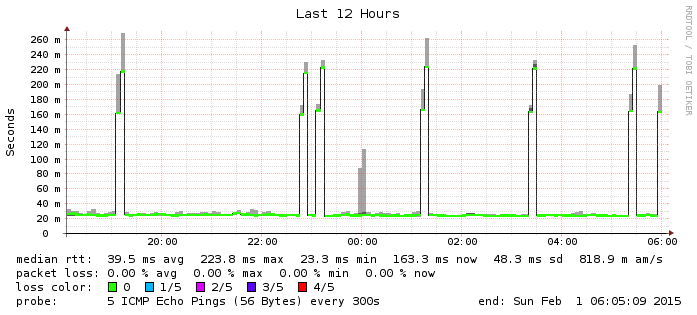 Last 12 Hours
RRDTOOL / TOBI OETIKER
Seconds
260 m
240 m
220 m
200 m
180 m
160 m
140 m
120 m
100 m
80 m
60 m
40 m
20 m
0
20:00 22:00 00:00 02:00 04:00 06:00
median rtt: 39.5 ms avg 223.8 ms max 23.3 ms min 163.3 ms now 48.3 ms sd 818.9 m am/s
packet loss: 0.00 % avg 0.00 % max 0.00 % min 0.00 % now
loss color: 0 1/5 2/5 3/5 4/5
probe: 5 ICMP Echo Pings (56 Bytes) every 300s end: Sun Feb 1 06:05:09 2015